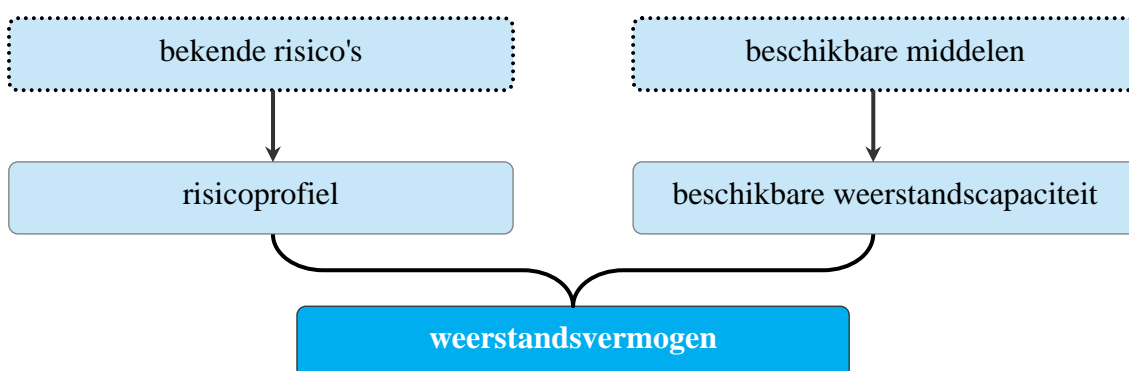 bekende risico's
beschikbare middelen
risicoprofiel
beschikbare weerstandscapaciteit
weerstandsvermogen